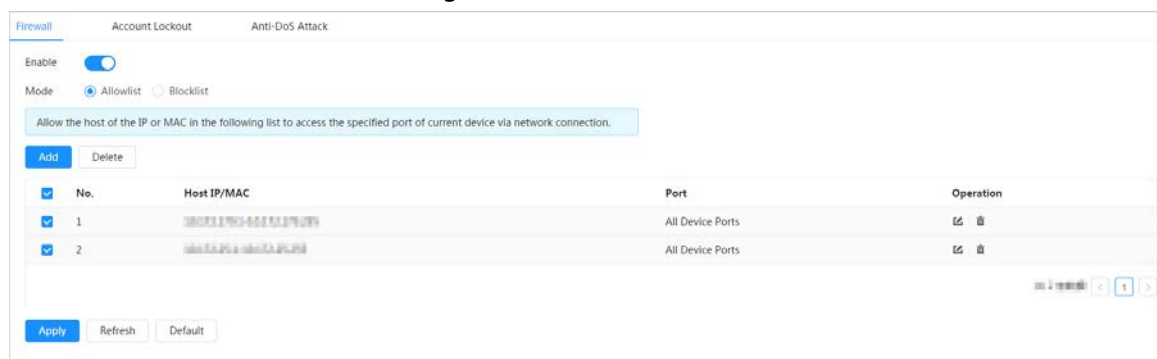 Firewall Account Lockout Anti-DoS Attack
Enable
Mode Allowlist Blocklist
Allow the host of the IP or MAC in the following list to access the specified port of current device via network connection.
Add Delete
No. Host IP/MAC Port Operation
1 All Device Ports
2 All Device Ports
1
Apply Refresh Default